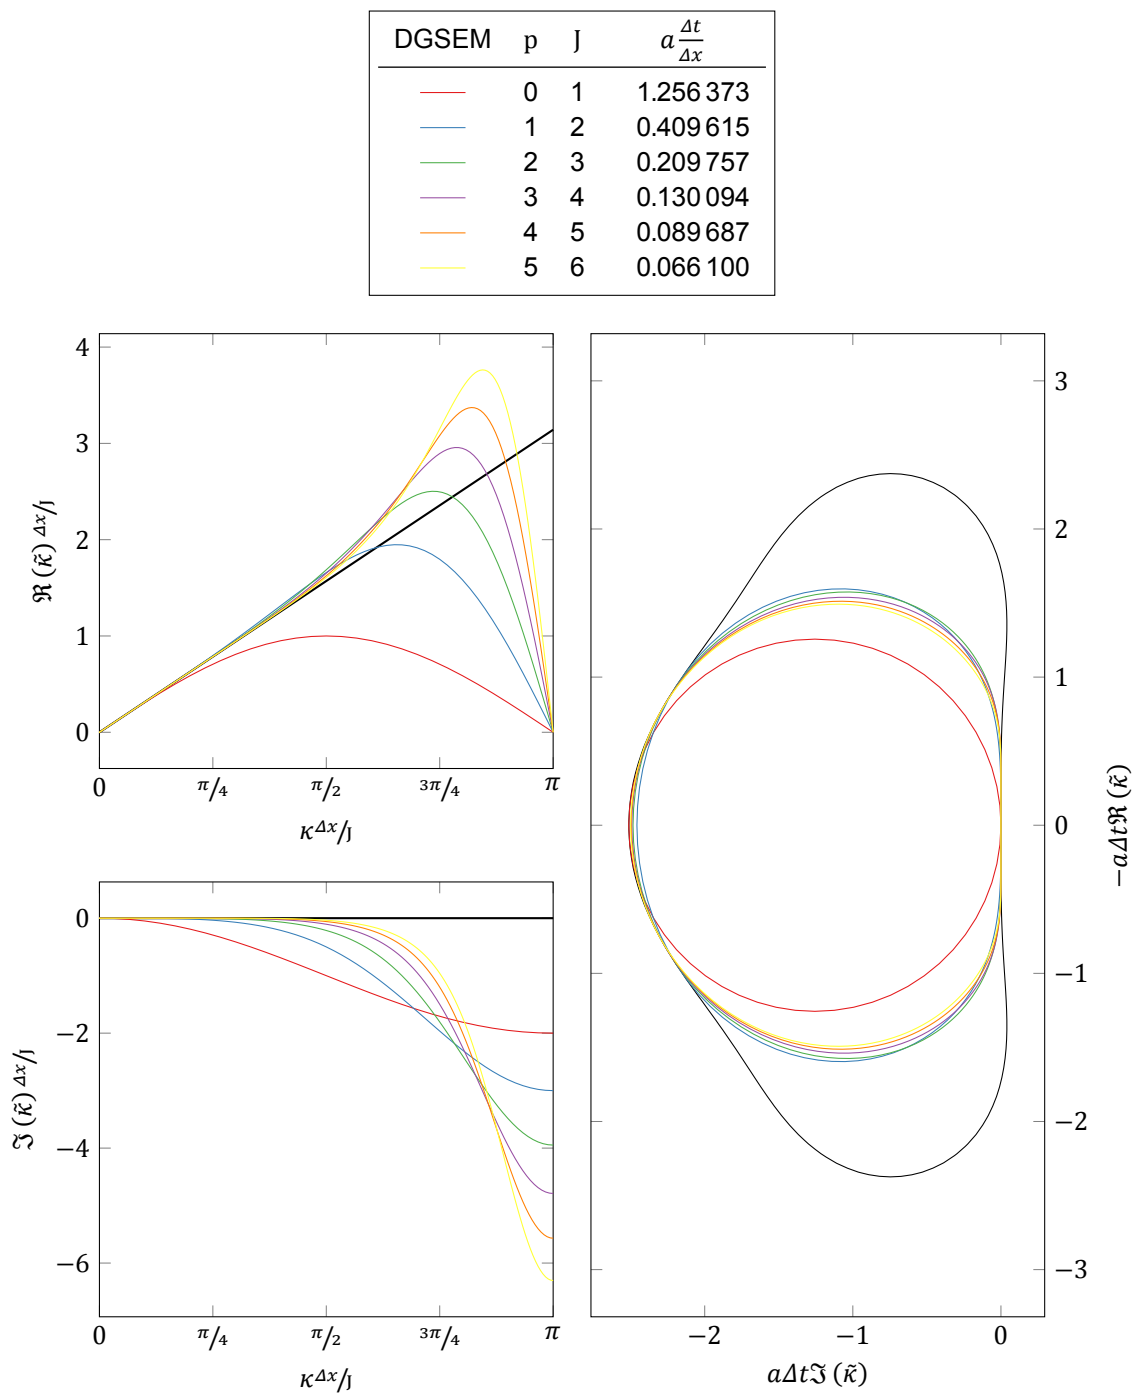 DGSEM p J a Δt/Δx
0 1 1.256 373
1 2 0.409 615
2 3 0.209 757
3 4 0.130 094
4 5 0.089 687
5 6 0.066 100
4
3
2
1
0
ℜ (κ̃) Δx/J
0 π/4 π/2 3π/4 π
κ Δx/J
0
−2
−4
−6
ℑ (κ̃) Δx/J
0 π/4 π/2 3π/4 π
κ Δx/J
3
2
1
0
−1
−2
−3
−aΔtℜ (κ̃)
−2 −1 0
aΔtℑ (κ̃)